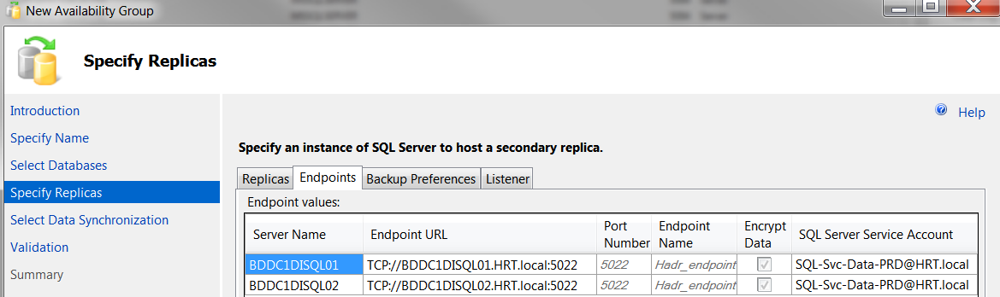 New Availability Group
Specify Replicas
Introduction
Help
Specify Name
Specify an instance of SQL Server to host a secondary replica.
Select Databases
Specify Replicas
Replicas Endpoints Backup Preferences Listener
Endpoint values:
Select Data Synchronization
Server Name Endpoint URL Port Number Endpoint Name Encrypt Data SQL Server Service Account
Validation
BDDC1DISQL01 TCP://BDDC1DISQL01.HRT.local:5022 5022 Hadr_endpoint SQL-Svc-Data-PRD@HRT.local
Summary
BDDC1DISQL02 TCP://BDDC1DISQL02.HRT.local:5022 5022 Hadr_endpoint SQL-Svc-Data-PRD@HRT.local